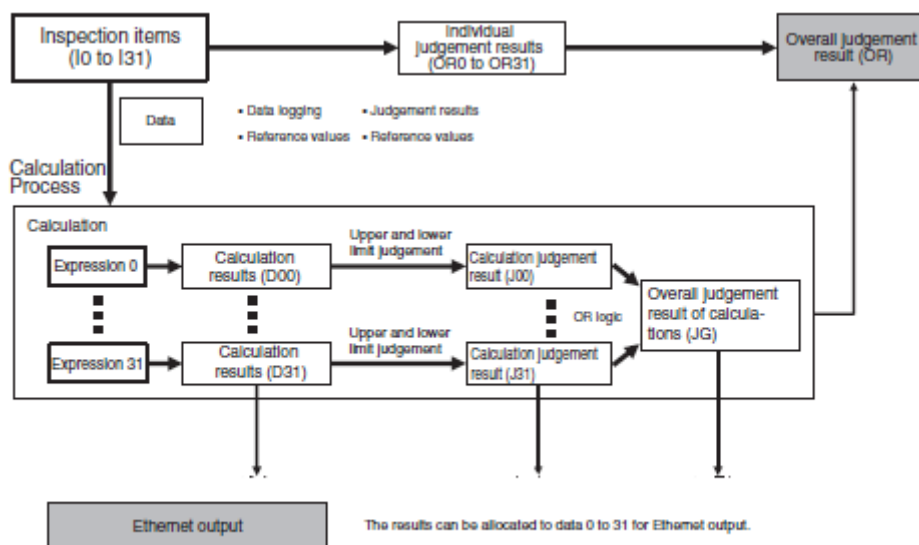 Inspection items
(I0 to I31)
Individual
judgement results
(OR0 to OR31)
Overall judgement
result (OR)
Data
▪ Data logging
▪ Judgement results
▪ Reference values
▪ Reference values
Calculation
Process
Calculation
Expression 0
Calculation
results (D00)
Upper and lower
limit judgement
Calculation judgement
result (J00)
Overall judgement
result of calcula-
tions (JG)
OR logic
Expression 31
Calculation
results (D31)
Upper and lower
limit judgement
Calculation judgement
result (J31)
Ethernet output
The results can be allocated to data 0 to 31 for Ethernet output.